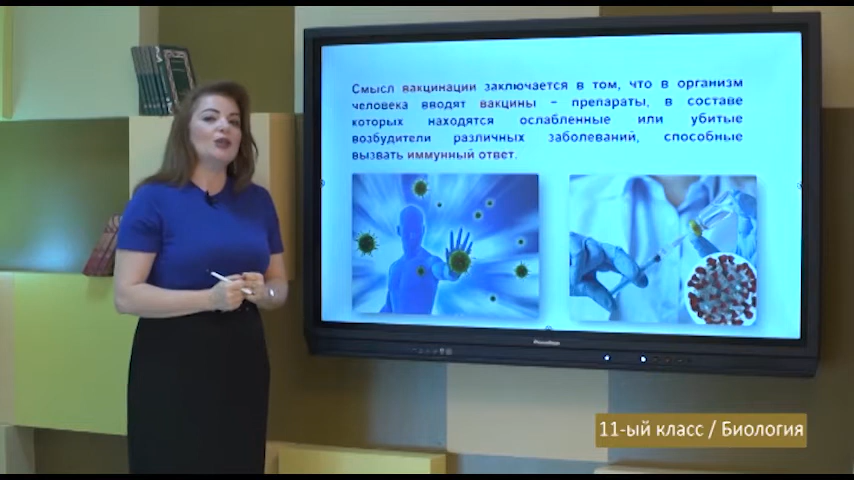 Смысл вакцинации заключается в том, что в организм
человека вводят вакцины – препараты, в составе
которых находятся ослабленные или убитые
возбудители различных заболеваний, способные
вызвать иммунный ответ.
11-ый класс / Биология